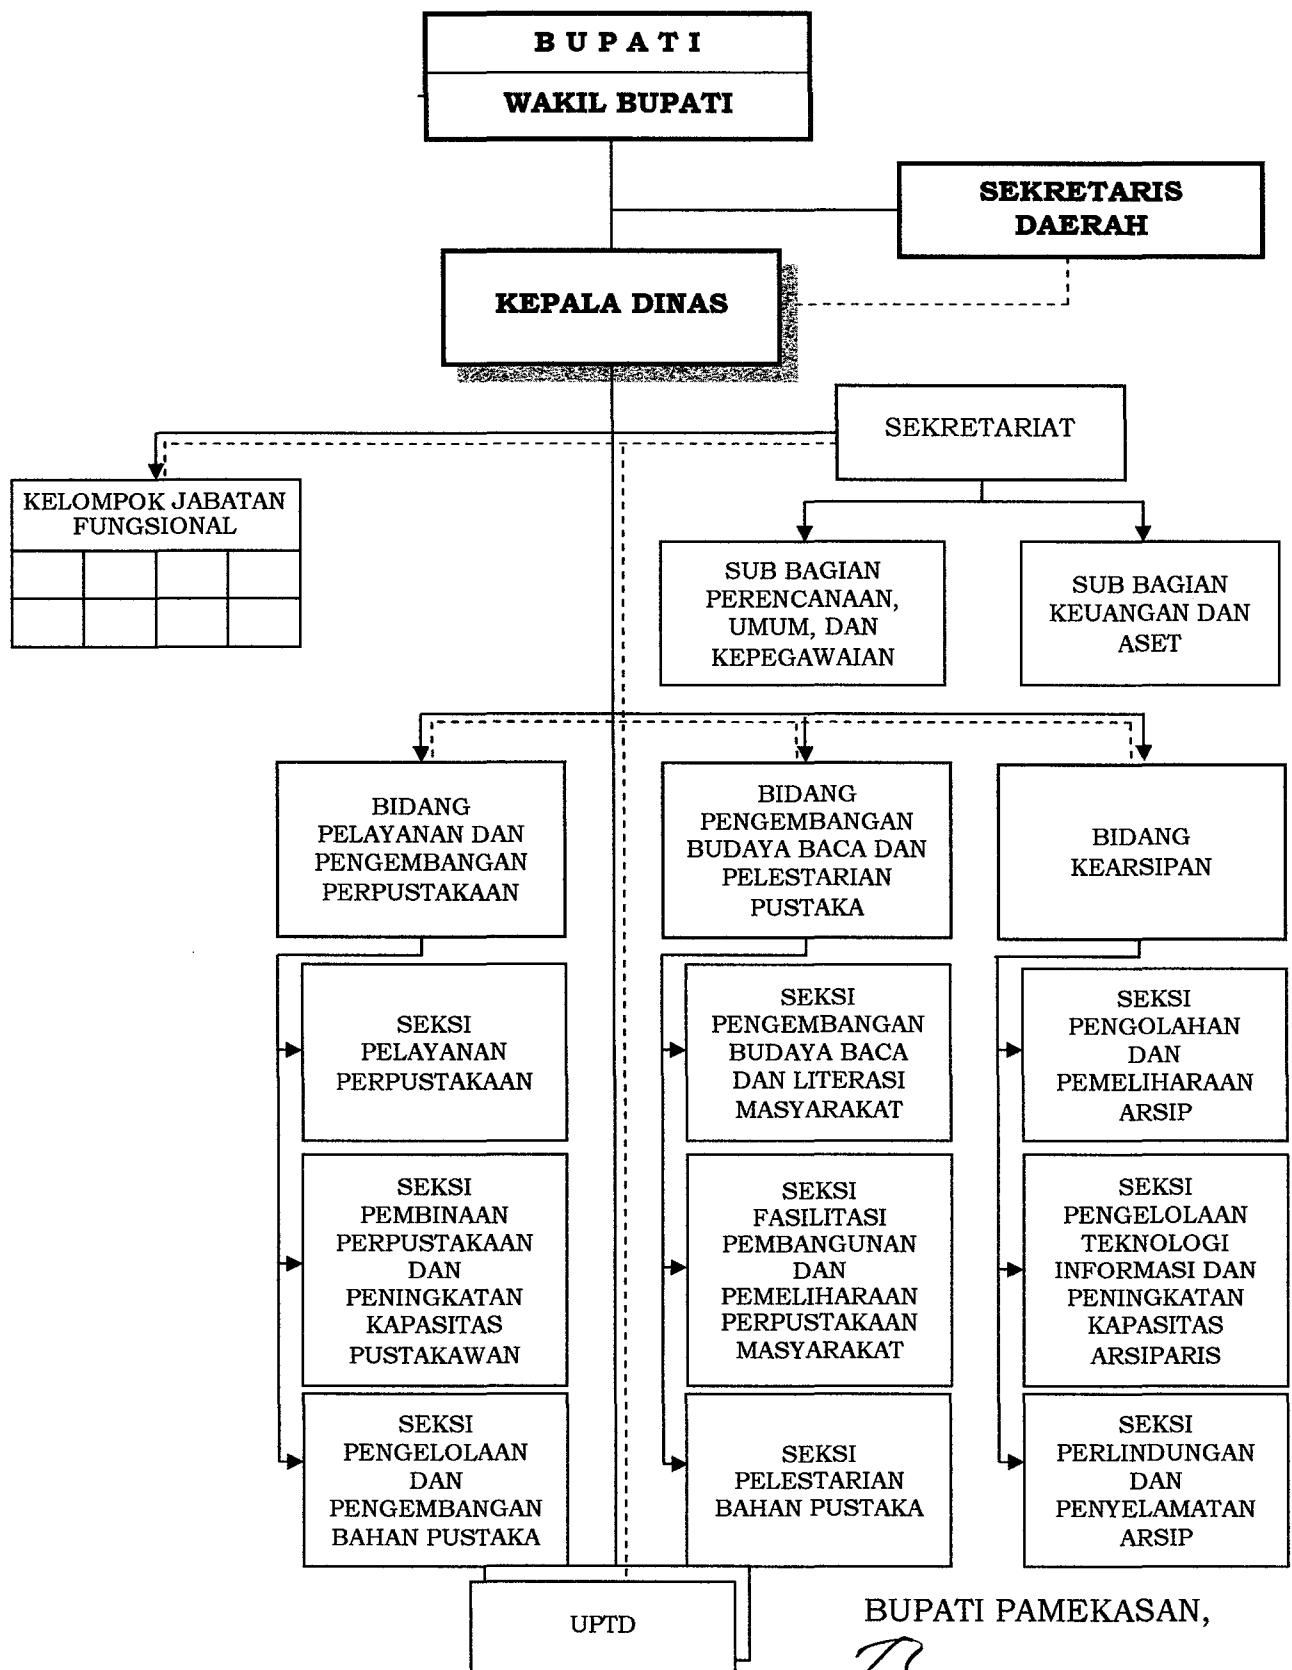 B U P A T I
WAKIL BUPATI
SEKRETARIS
DAERAH
KEPALA DINAS
SEKRETARIAT
KELOMPOK JABATAN
FUNGSIONAL
SUB BAGIAN
PERENCANAAN,
UMUM, DAN
KEPEGAWAIAN
SUB BAGIAN
KEUANGAN DAN
ASET
BIDANG
PELAYANAN DAN
PENGEMBANGAN
PERPUSTAKAAN
BIDANG
PENGEMBANGAN
BUDAYA BACA DAN
PELESTARIAN
PUSTAKA
BIDANG
KEARSIPAN
SEKSI
PELAYANAN
PERPUSTAKAAN
SEKSI
PENGEMBANGAN
BUDAYA BACA
DAN LITERASI
MASYARAKAT
SEKSI
PENGOLAHAN
DAN
PEMELIHARAAN
ARSIP
SEKSI
PEMBINAAN
PERPUSTAKAAN
DAN
PENINGKATAN
KAPASITAS
PUSTAKAWAN
SEKSI
FASILITASI
PEMBANGUNAN
DAN
PEMELIHARAAN
PERPUSTAKAAN
MASYARAKAT
SEKSI
PENGELOLAAN
TEKNOLOGI
INFORMASI DAN
PENINGKATAN
KAPASITAS
ARSIPARIS
SEKSI
PENGELOLAAN
DAN
PENGEMBANGAN
BAHAN PUSTAKA
SEKSI
PELESTARIAN
BAHAN PUSTAKA
SEKSI
PERLINDUNGAN
DAN
PENYELAMATAN
ARSIP
UPTD
BUPATI PAMEKASAN,